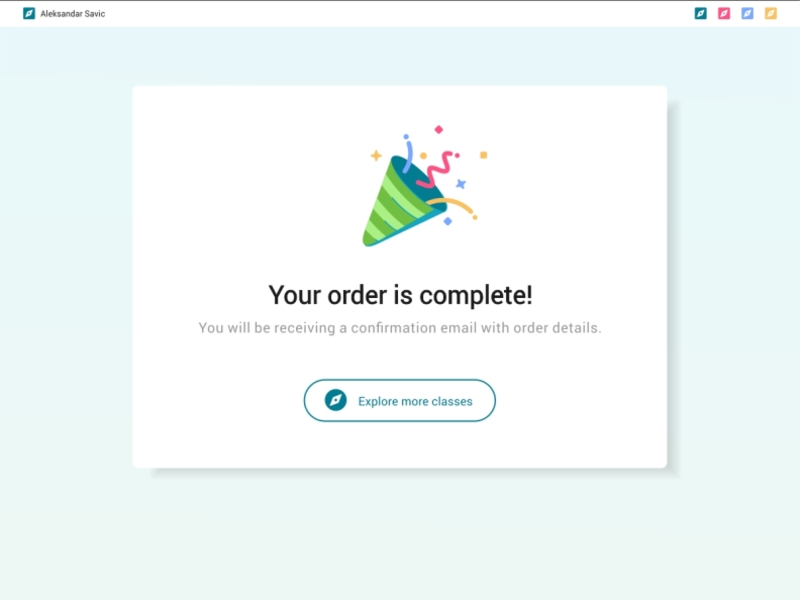 Aleksandar Savic
Your order is complete!
You will be receiving a confirmation email with order details.
Explore more classes